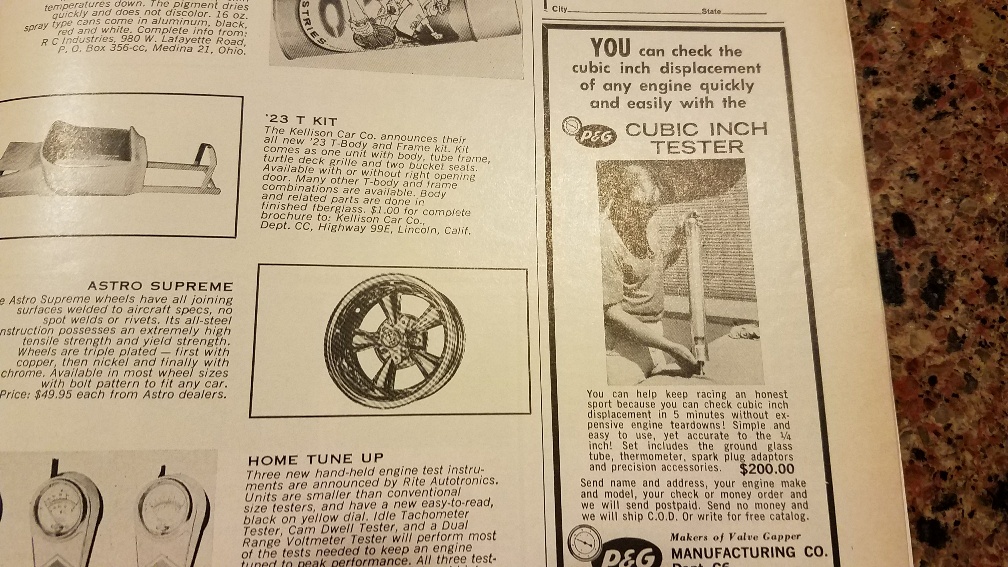 temperatures down. The pigment dries
quickly and does not discolor. 16 oz.
spray type cans come in aluminum, black,
red and white. Complete info from:
R C Industries, 980 W. Lafayette Road,
P. O. Box 356-cc, Medina 21, Ohio.
STRIES
'23 T KIT
The Kellison Car Co. announces their
all new '23 T-Body and Frame kit. Kit
comes as one unit with body, tube frame,
turtle deck grille and two bucket seats.
Available with or without right opening
door. Many other T-body and frame
combinations are available. Body
and related parts are done in
finished fberglass. $1.00 for complete
brochure to: Kellison Car Co.,
Dept. CC, Highway 99E, Lincoln, Calif.
ASTRO SUPREME
e Astro Supreme wheels have all joining
surfaces welded to aircraft specs, no
spot welds or rivets. Its all-steel
nstruction possesses an extremely high
tensile strength and yield strength.
Wheels are triple plated — first with
copper, then nickel and finally with
chrome. Available in most wheel sizes
with bolt pattern to fit any car.
Price: $49.95 each from Astro dealers.
HOME TUNE UP
Three new hand-held engine test instru-
ments are announced by Rite Autotronics.
Units are smaller than conventional
size testers, and have a new easy-to-read,
black on yellow dial. Idle Tachometer
Tester, Cam Dwell Tester, and a Dual
Range Voltmeter Tester will perform most
of the tests needed to keep an engine
tuned to peak performance. All three test-
City State
YOU can check the
cubic inch displacement
of any engine quickly
and easily with the
P&G CUBIC INCH
TESTER
You can help keep racing an honest
sport because you can check cubic inch
displacement in 5 minutes without ex-
pensive engine teardowns! Simple and
easy to use, yet accurate to the ¼
inch! Set includes the ground glass
tube, thermometer, spark plug adaptors
and precision accessories. $200.00
Send name and address, your engine make
and model, your check or money order and
we will send postpaid. Send no money and
we will ship C.O.D. Or write for free catalog.
Makers of Valve Gapper
P&G MANUFACTURING CO.